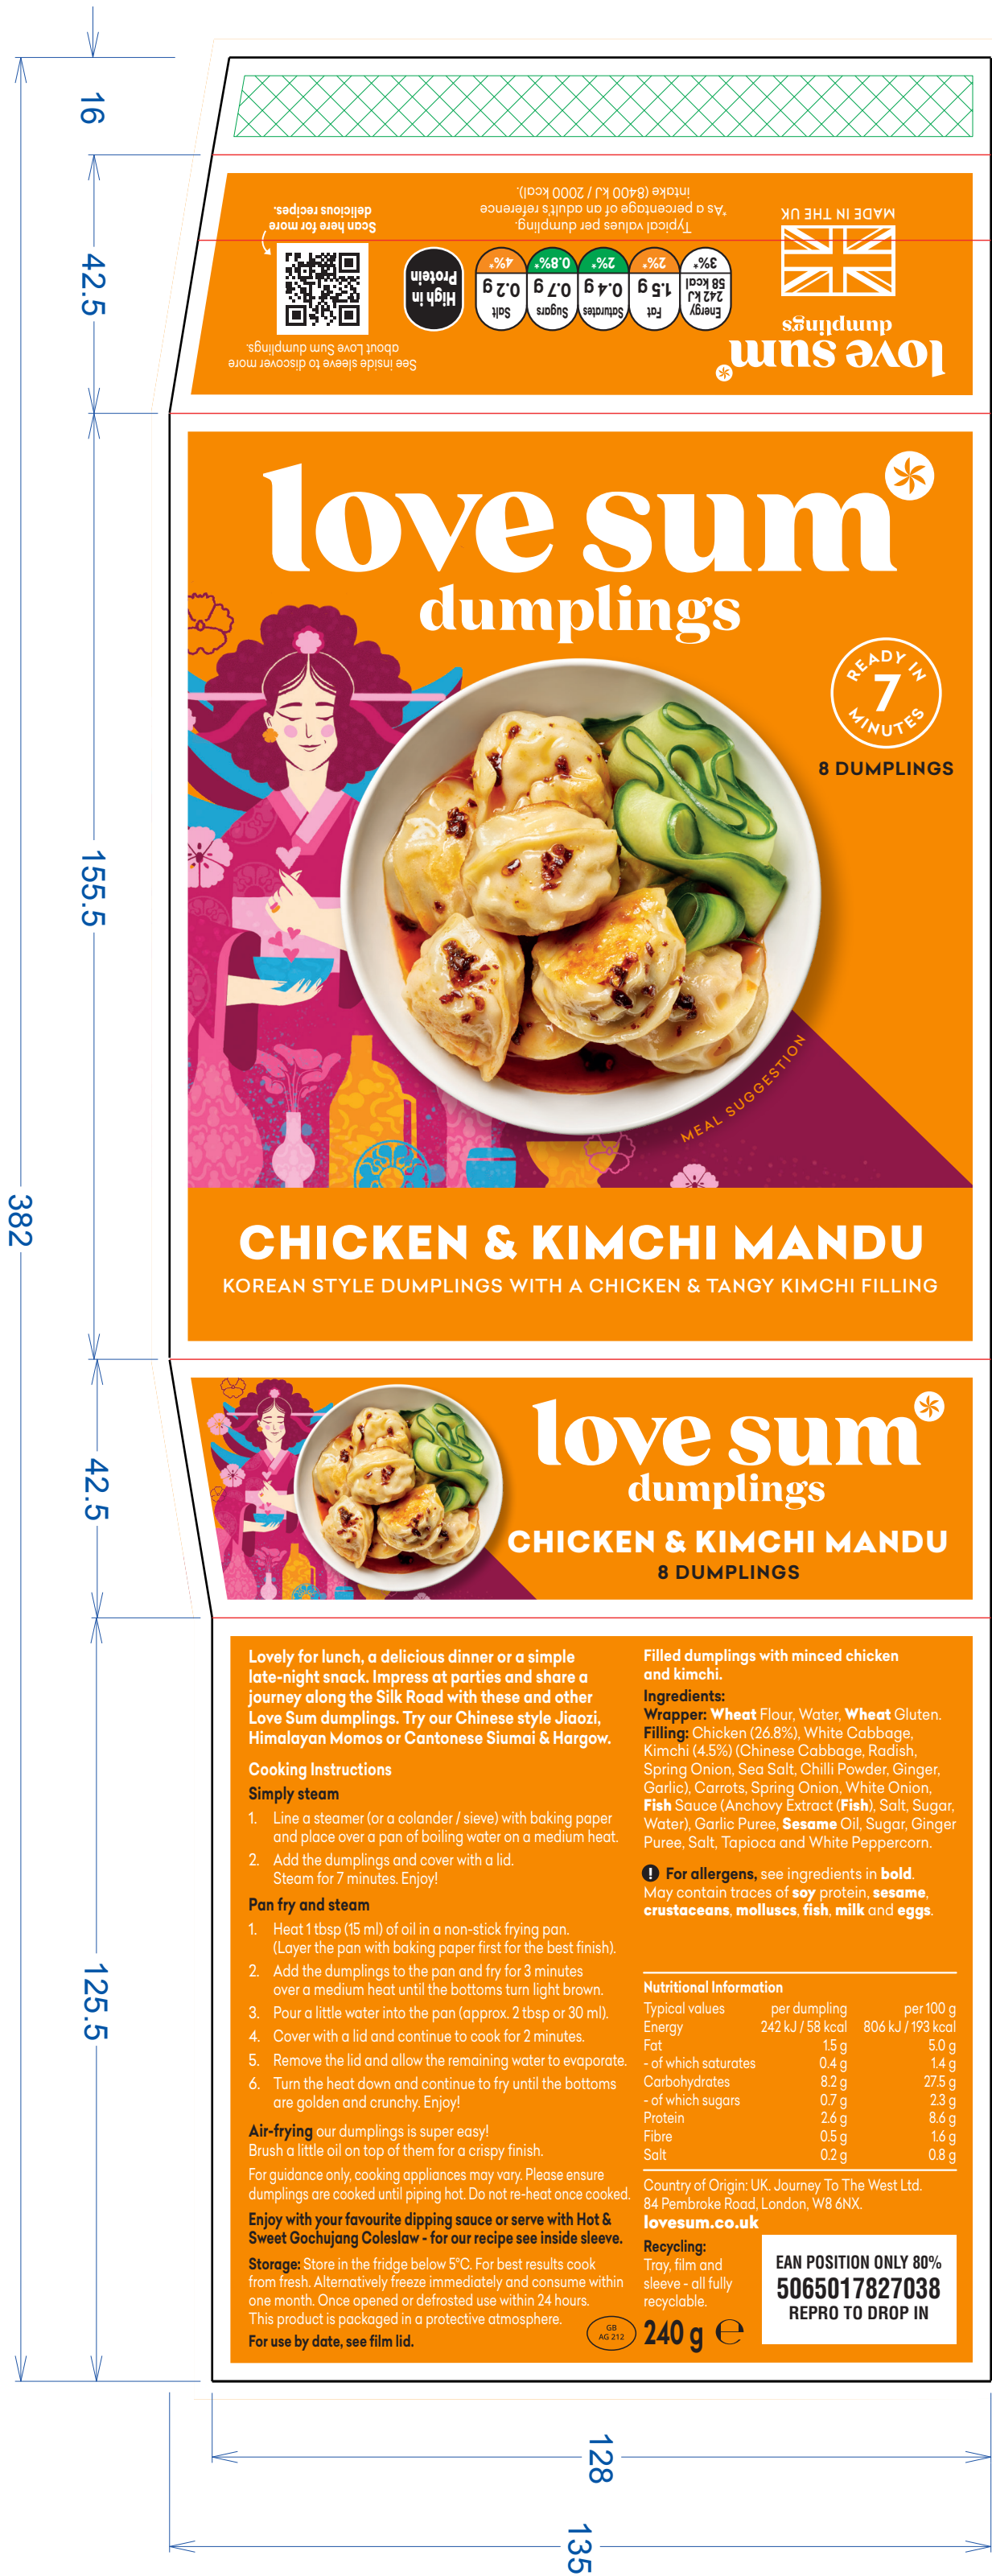 16
See inside sleeve to discover more
about Love Sum dumplings.
Scan here for more
delicious recipes.
High in
Protein
love sum
dumplings
MADE IN THE UK
Energy
242 kJ
58 kcal
3%*
Fat
1.5 g
2%*
Saturates
0.4 g
2%*
Sugars
0.7 g
0.8%*
Salt
0.2 g
4%*
Typical values per dumpling.
*As a percentage of an adult's reference
intake (8400 kJ / 2000 kcal).
42.5
love sum
dumplings
READY IN
7
MINUTES
8 DUMPLINGS
MEAL SUGGESTION
155.5
CHICKEN & KIMCHI MANDU
KOREAN STYLE DUMPLINGS WITH A CHICKEN & TANGY KIMCHI FILLING
382
42.5
love sum
dumplings
CHICKEN & KIMCHI MANDU
8 DUMPLINGS
125.5
Lovely for lunch, a delicious dinner or a simple
late-night snack. Impress at parties and share a
journey along the Silk Road with these and other
Love Sum dumplings. Try our Chinese style Jiaozi,
Himalayan Momos or Cantonese Siumai & Hargow.
Cooking Instructions
Simply steam
1. Line a steamer (or a colander / sieve) with baking paper
and place over a pan of boiling water on a medium heat.
2. Add the dumplings and cover with a lid.
Steam for 7 minutes. Enjoy!
Pan fry and steam
1. Heat 1 tbsp (15 ml) of oil in a non-stick frying pan.
(Layer the pan with baking paper first for the best finish).
2. Add the dumplings to the pan and fry for 3 minutes
over a medium heat until the bottoms turn light brown.
3. Pour a little water into the pan (approx. 2 tbsp or 30 ml).
4. Cover with a lid and continue to cook for 2 minutes.
5. Remove the lid and allow the remaining water to evaporate.
6. Turn the heat down and continue to fry until the bottoms
are golden and crunchy. Enjoy!
Air-frying our dumplings is super easy!
Brush a little oil on top of them for a crispy finish.
For guidance only, cooking appliances may vary. Please ensure
dumplings are cooked until piping hot. Do not re-heat once cooked.
Enjoy with your favourite dipping sauce or serve with Hot &
Sweet Gochujang Coleslaw - for our recipe see inside sleeve.
Storage: Store in the fridge below 5°C. For best results cook
from fresh. Alternatively freeze immediately and consume within
one month. Once opened or defrosted use within 24 hours.
This product is packaged in a protective atmosphere.
For use by date, see film lid.
Filled dumplings with minced chicken
and kimchi.
Ingredients:
Wrapper: Wheat Flour, Water, Wheat Gluten.
Filling: Chicken (26.8%), White Cabbage,
Kimchi (4.5%) (Chinese Cabbage, Radish,
Spring Onion, Sea Salt, Chilli Powder, Ginger,
Garlic), Carrots, Spring Onion, White Onion,
Fish Sauce (Anchovy Extract (Fish), Salt, Sugar,
Water), Garlic Puree, Sesame Oil, Sugar, Ginger
Puree, Salt, Tapioca and White Peppercorn.
! For allergens, see ingredients in bold.
May contain traces of soy protein, sesame,
crustaceans, molluscs, fish, milk and eggs.
Nutritional Information
Typical values per dumpling per 100 g
Energy 242 kJ / 58 kcal 806 kJ / 193 kcal
Fat 1.5 g 5.0 g
- of which saturates 0.4 g 1.4 g
Carbohydrates 8.2 g 27.5 g
- of which sugars 0.7 g 2.3 g
Protein 2.6 g 8.6 g
Fibre 0.5 g 1.6 g
Salt 0.2 g 0.8 g
Country of Origin: UK. Journey To The West Ltd.
84 Pembroke Road, London, W8 6NX.
lovesum.co.uk
Recycling:
Tray, film and
sleeve - all fully
recyclable.
GB
AG 212
240 g e
EAN POSITION ONLY 80%
5065017827038
REPRO TO DROP IN
128
135